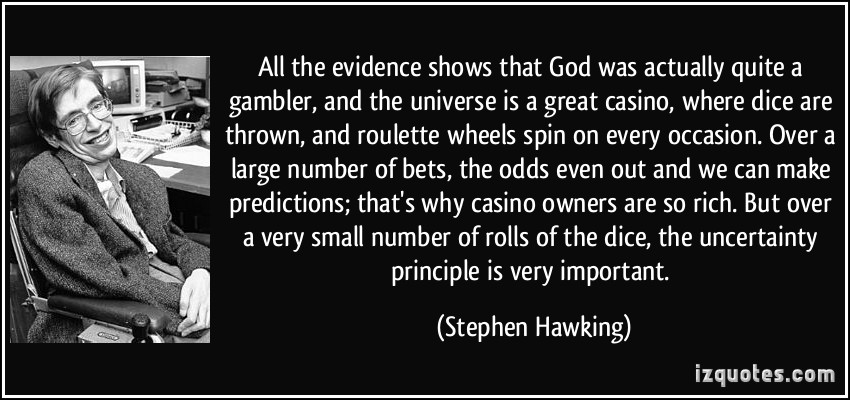 All the evidence shows that God was actually quite a
gambler, and the universe is a great casino, where dice are
thrown, and roulette wheels spin on every occasion. Over a
large number of bets, the odds even out and we can make
predictions; that's why casino owners are so rich. But over
a very small number of rolls of the dice, the uncertainty
principle is very important.
(Stephen Hawking)
izquotes.com